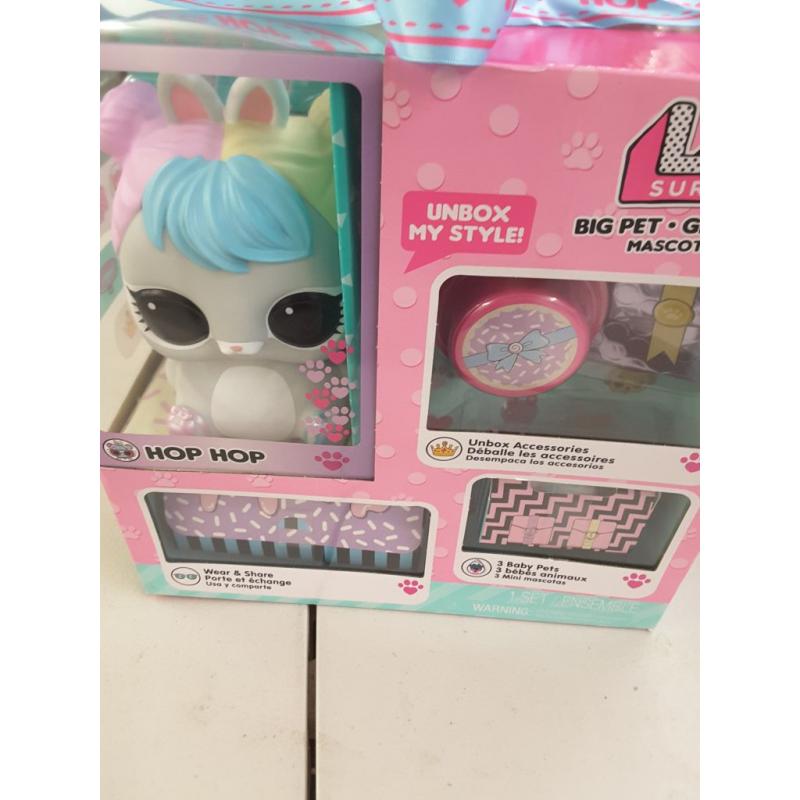 HOP
UNBOX
MY STYLE!
SUR
BIG PET • G
MASCOT
HOP HOP
Unbox Accessories
Déballe les accessoires
Desempaca los accesorios
Wear & Share
Porte et échange
Usa y comparte
3 Baby Pets
3 bébés animaux
3 Mini mascotas
1 SET / ENSEMBLE
WARNING: